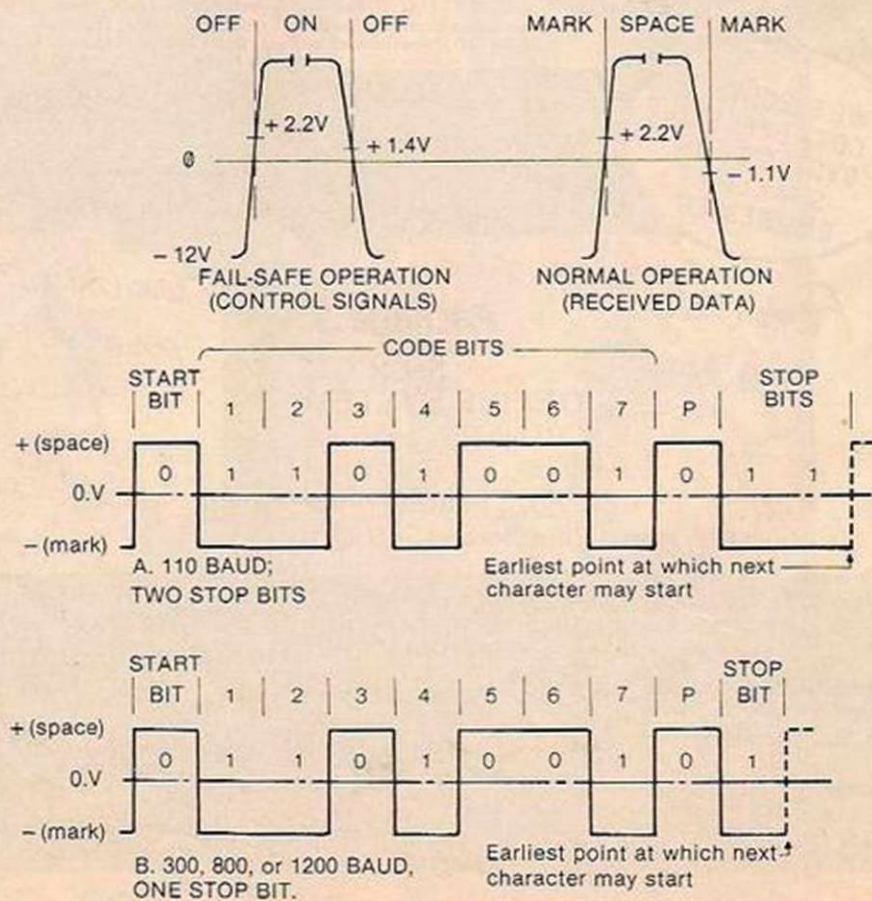 OFF ON OFF
MARK SPACE MARK
+ 2.2V
+ 1.4V
+ 2.2V
- 1.1V
0
- 12V
FAIL-SAFE OPERATION
(CONTROL SIGNALS)
NORMAL OPERATION
(RECEIVED DATA)
CODE BITS
START
BIT 1 2 3 4 5 6 7 P
STOP
BITS
+ (space)
0 1 1 0 1 0 0 1 0 1 1
0.V
- (mark)
A. 110 BAUD;
TWO STOP BITS
Earliest point at which next
character may start
START
BIT 1 2 3 4 5 6 7 P
STOP
BIT
+ (space)
0 1 1 0 1 0 0 1 0 1
0.V
- (mark)
B. 300, 800, or 1200 BAUD,
ONE STOP BIT.
Earliest point at which next
character may start